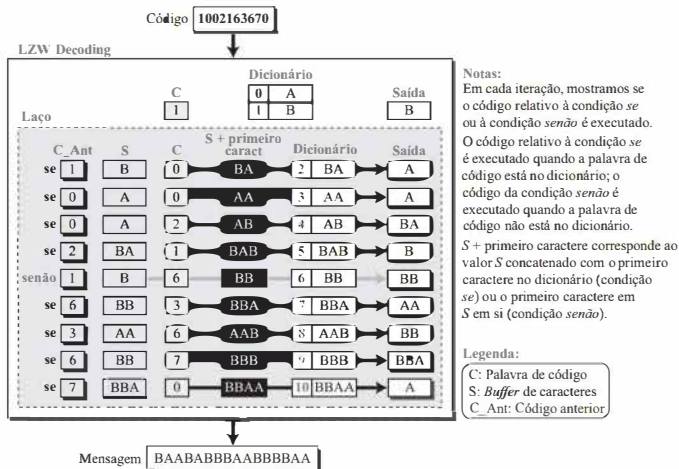 Código 1002163670
LZW Decoding
Dicionário
C 0 A Saída
1 1 B B
Laço
S + primeiro
C_Ant S C caract Dicionário Saída
se 1 B 0 BA 2 BA A
se 0 A 0 AA 3 AA A
se 0 A 2 AB 4 AB BA
se 2 BA 1 BAB 5 BAB B
senão 1 B 6 BB 6 BB BB
se 6 BB 3 BBA 7 BBA AA
se 3 AA 6 AAB 8 AAB BB
se 6 BB 7 BBB 9 BBB BBA
se 7 BBA 0 BBAA 10 BBAA A
Mensagem BAABABBBAABBBBAA
Notas:
Em cada iteração, mostramos se
o código relativo à condição se
ou à condição senão é executado.
O código relativo à condição se
é executado quando a palavra de
código está no dicionário; o
código da condição senão é
executado quando a palavra de
código não está no dicionário.
S + primeiro caractere corresponde ao
valor S concatenado com o primeiro
caractere no dicionário (condição
se) ou o primeiro caractere em
S em si (condição senão).
Legenda:
C: Palavra de código
S: Buffer de caracteres
C_Ant: Código anterior